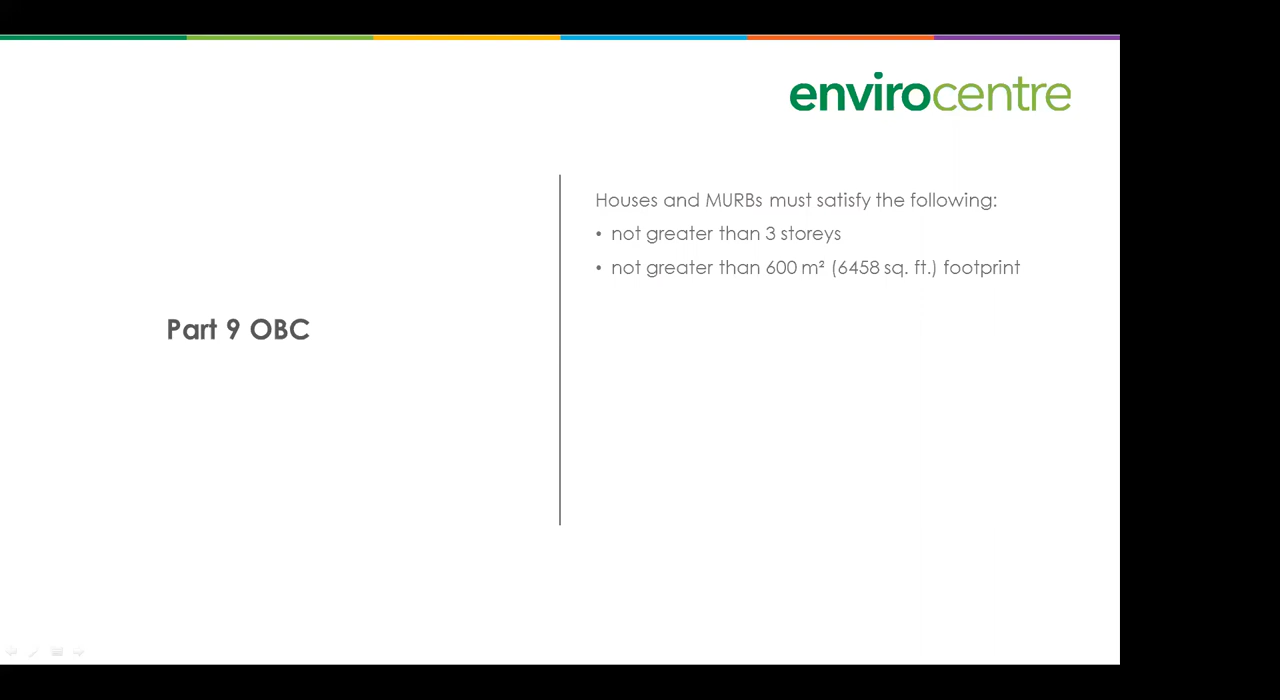 envirocentre
Part 9 OBC
Houses and MURBs must satisfy the following:
• not greater than 3 storeys
• not greater than 600 m² (6458 sq. ft.) footprint